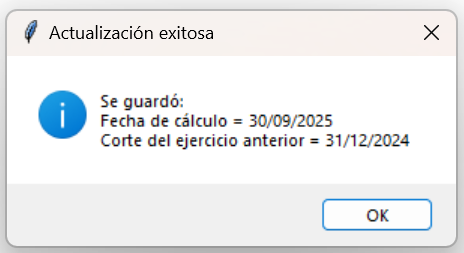 Actualización exitosa
Se guardó:
Fecha de cálculo = 30/09/2025
Corte del ejercicio anterior = 31/12/2024
OK